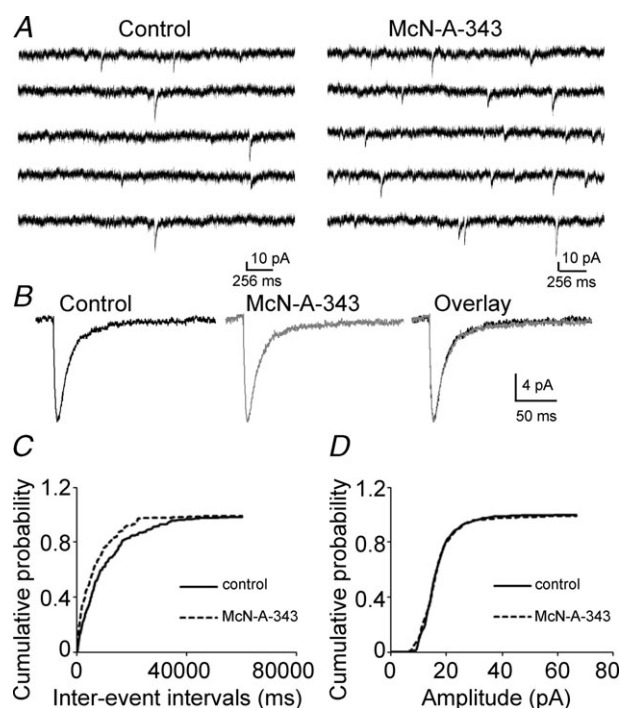 A
Control
McN-A-343
10 pA
256 ms
10 pA
256 ms
B
Control
McN-A-343
Overlay
4 pA
50 ms
C
Cumulative probability
1.2
0.8
0.4
0
control
McN-A-343
0
40000
80000
Inter-event intervals (ms)
D
Cumulative probability
1.2
0.8
0.4
0
control
McN-A-343
0
20
40
60
80
Amplitude (pA)